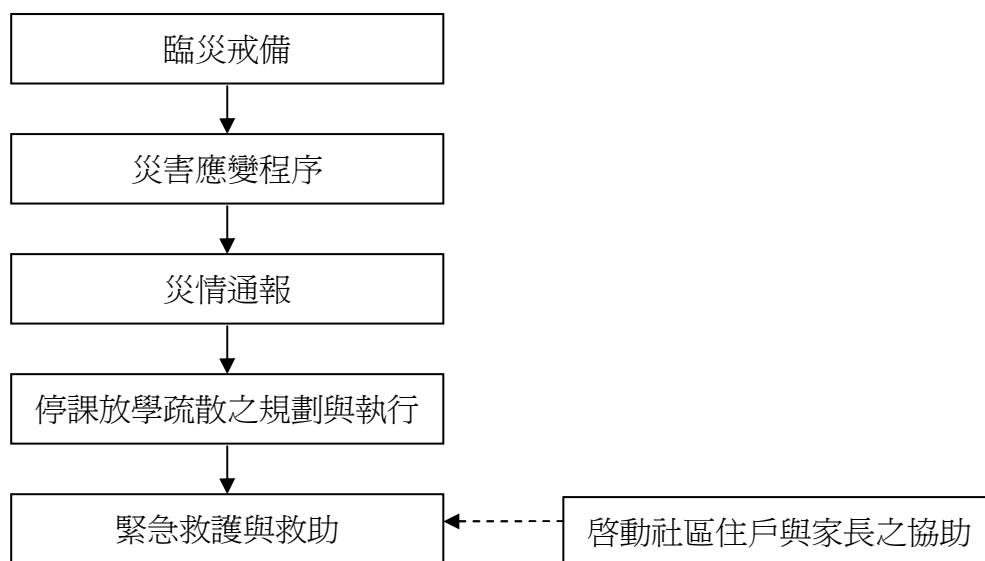 臨災戒備
災害應變程序
災情通報
停課放學疏散之規劃與執行
緊急救護與救助
啓動社區住戶與家長之協助